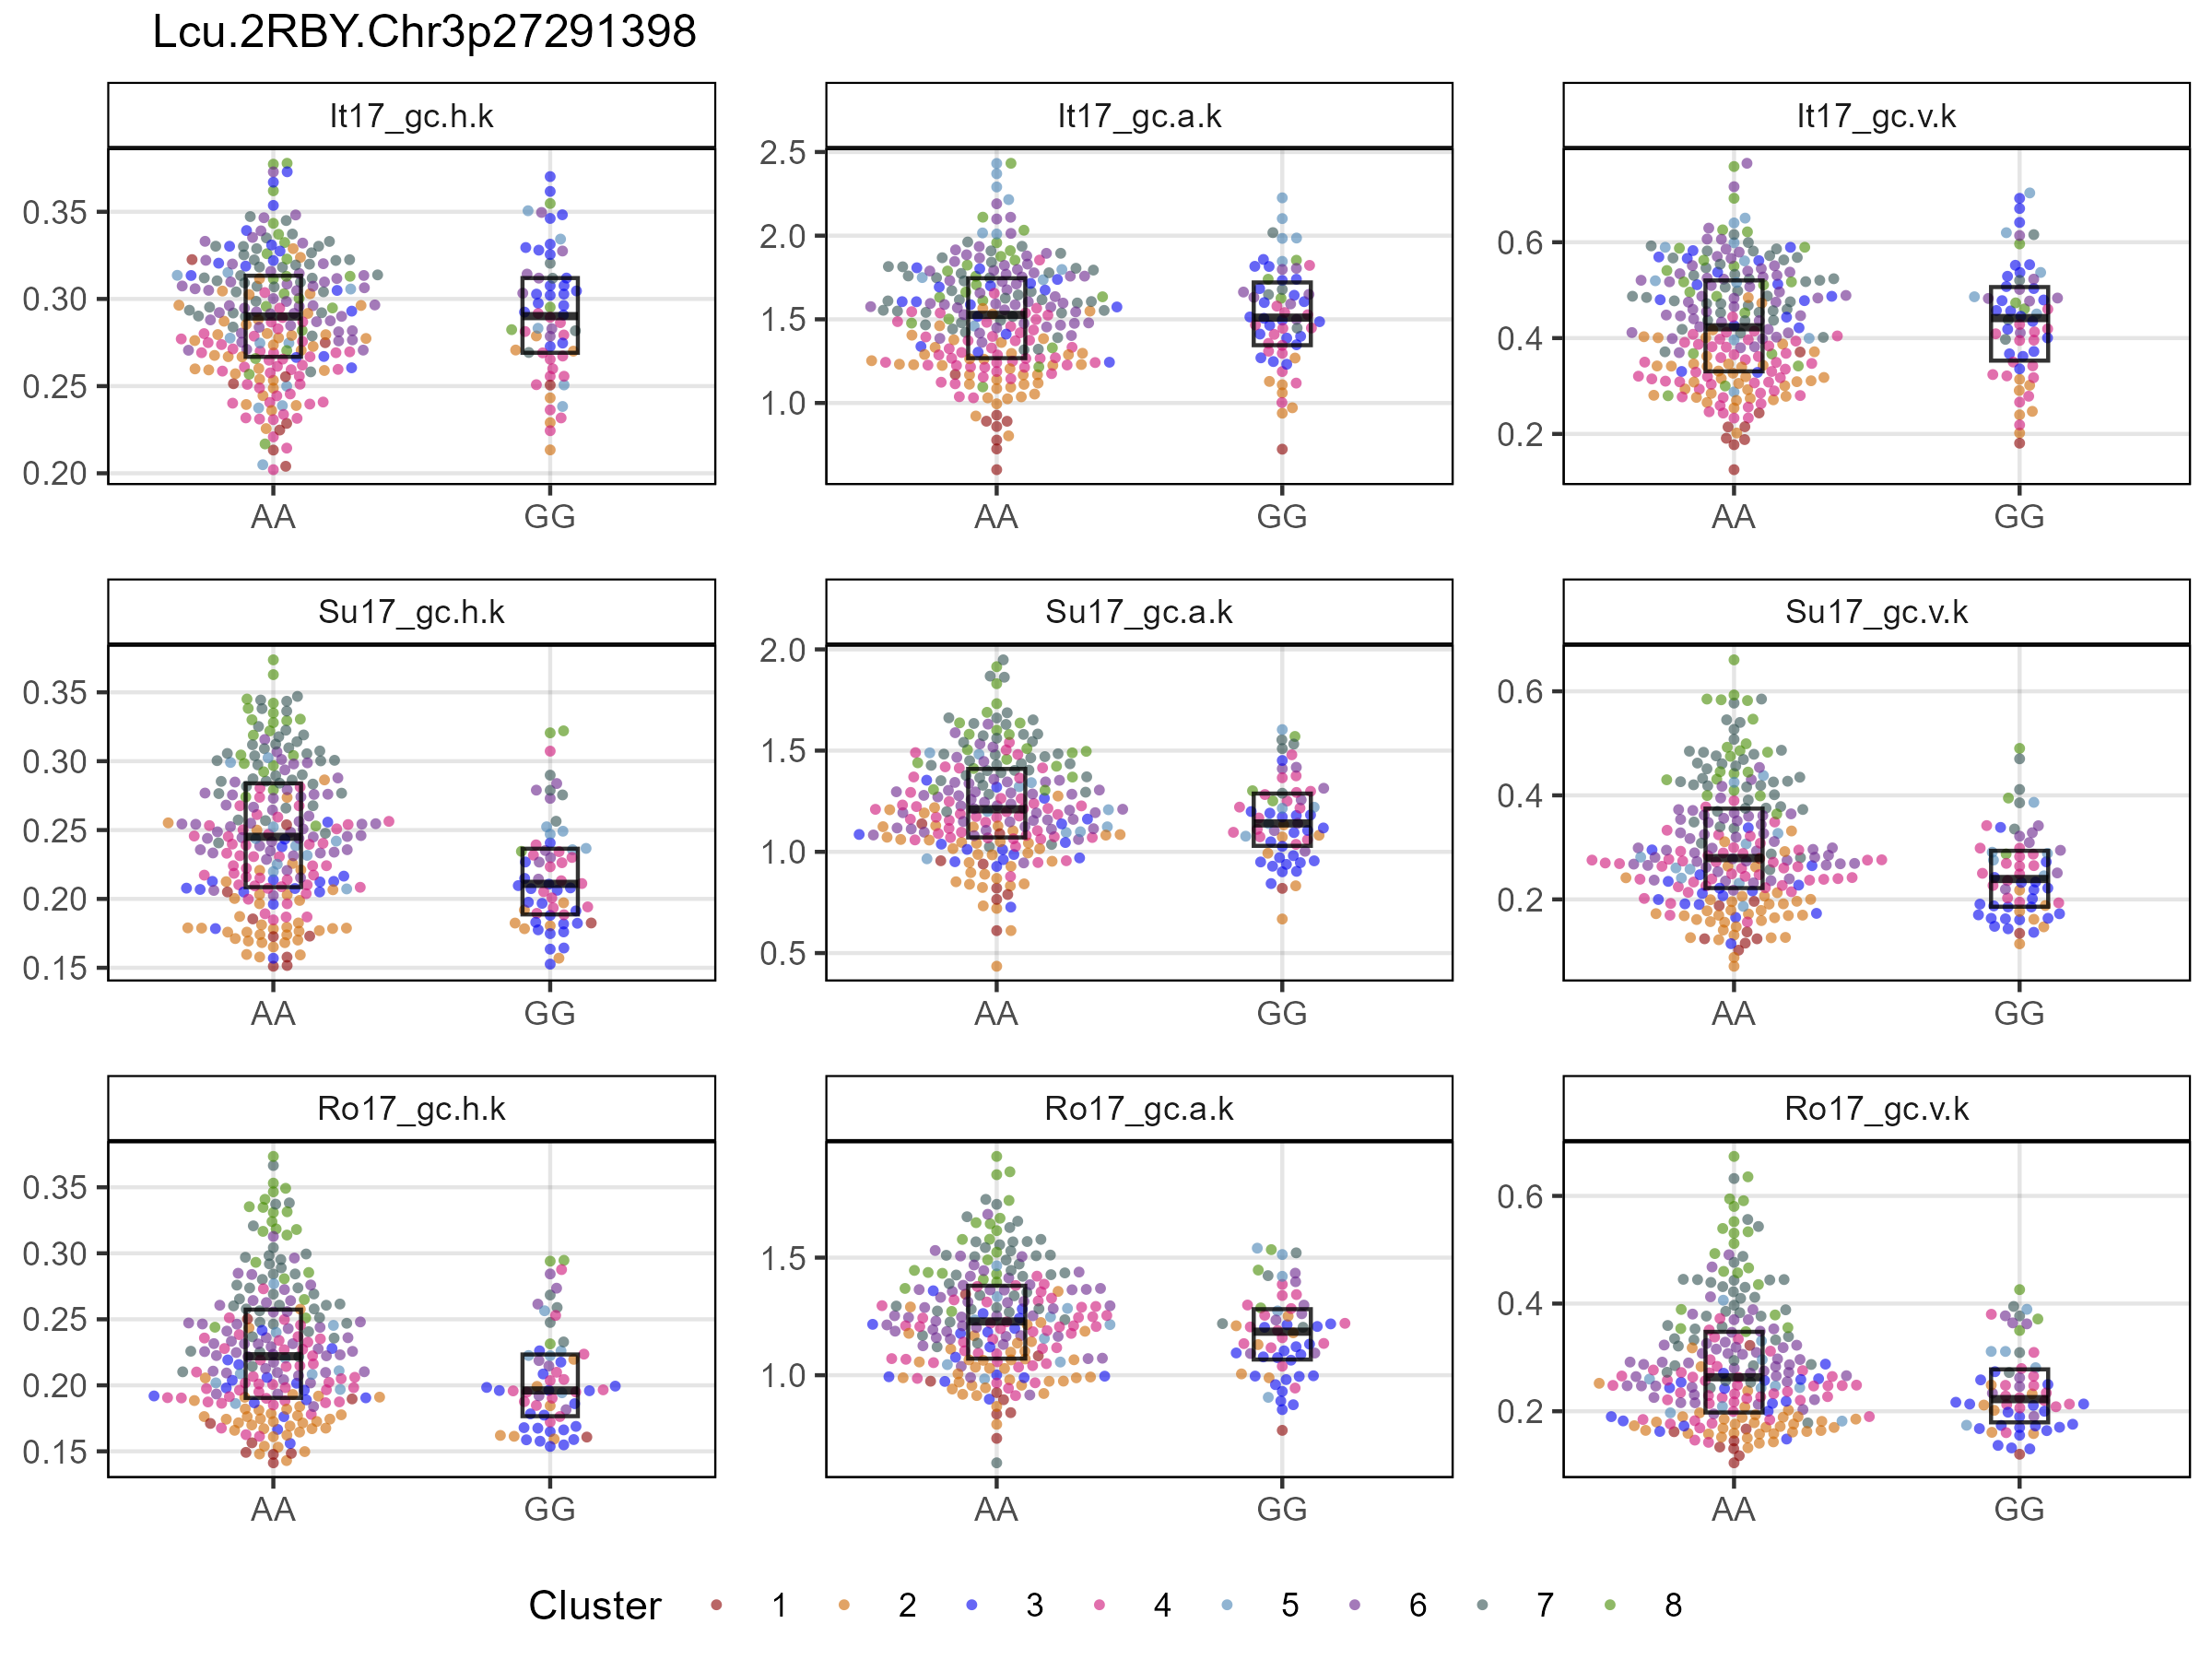 Lcu.2RBY.Chr3p27291398
It17_gc.h.k
It17_gc.a.k
It17_gc.v.k
0.35
0.30
0.25
0.20
AA
GG
2.5
2.0
1.5
1.0
AA
GG
0.6
0.4
0.2
AA
GG
Su17_gc.h.k
Su17_gc.a.k
Su17_gc.v.k
0.35
0.30
0.25
0.20
0.15
AA
GG
2.0
1.5
1.0
0.5
AA
GG
0.6
0.4
0.2
AA
GG
Ro17_gc.h.k
Ro17_gc.a.k
Ro17_gc.v.k
0.35
0.30
0.25
0.20
0.15
AA
GG
1.5
1.0
AA
GG
0.6
0.4
0.2
AA
GG
Cluster 1 2 3 4 5 6 7 8